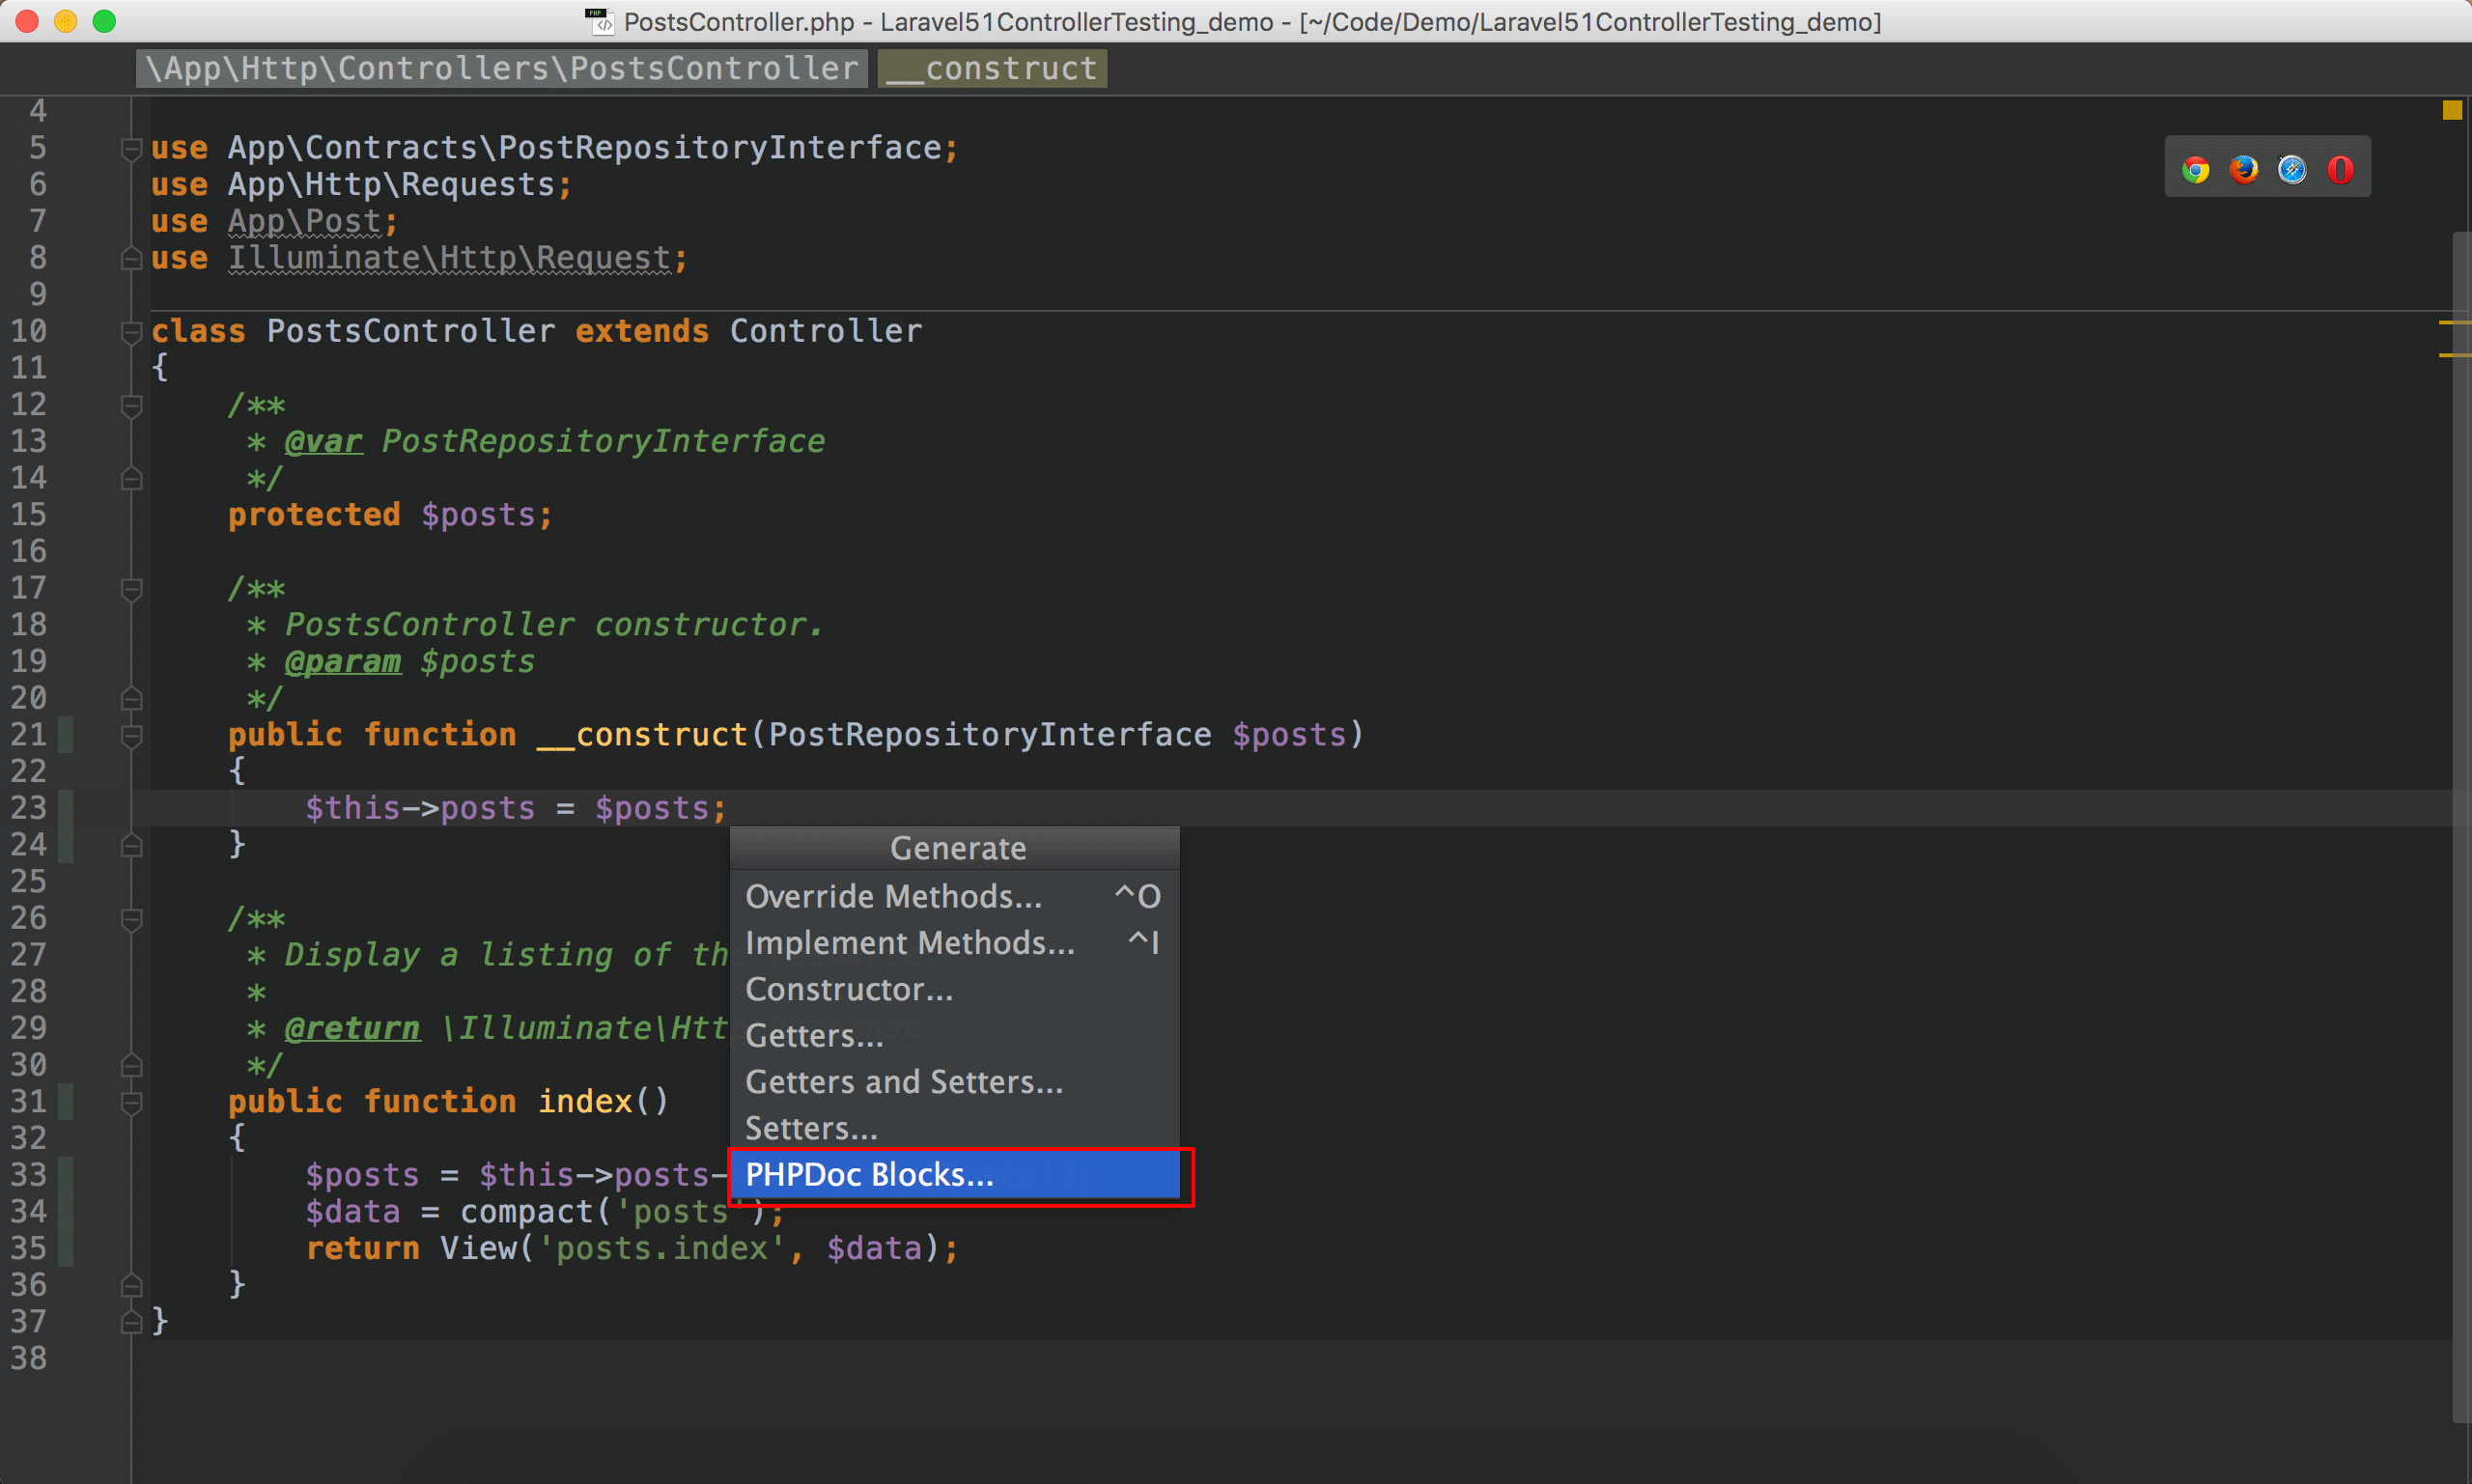 PostsController.php - Laravel51ControllerTesting_demo - [~/Code/Demo/Laravel51ControllerTesting_demo]
\App\Http\Controllers\PostsController __construct
4
5 use App\Contracts\PostRepositoryInterface;
6 use App\Http\Requests;
7 use App\Post;
8 use Illuminate\Http\Request;
9
10 class PostsController extends Controller
11 {
12 /**
13 * @var PostRepositoryInterface
14 */
15 protected $posts;
16
17 /**
18 * PostsController constructor.
19 * @param $posts
20 */
21 public function __construct(PostRepositoryInterface $posts)
22 {
23 $this->posts = $posts;
24 }
25
26 /**
27 * Display a listing of
28 *
29 * @return \Illuminate\Http
30 */
31 public function index()
32 {
33 $posts = $this->posts-
34 $data = compact('posts');
35 return View('posts.index', $data);
36 }
37 }
38
Generate
Override Methods... ^O
Implement Methods... ^I
Constructor...
Getters...
Getters and Setters...
Setters...
PHPDoc Blocks...